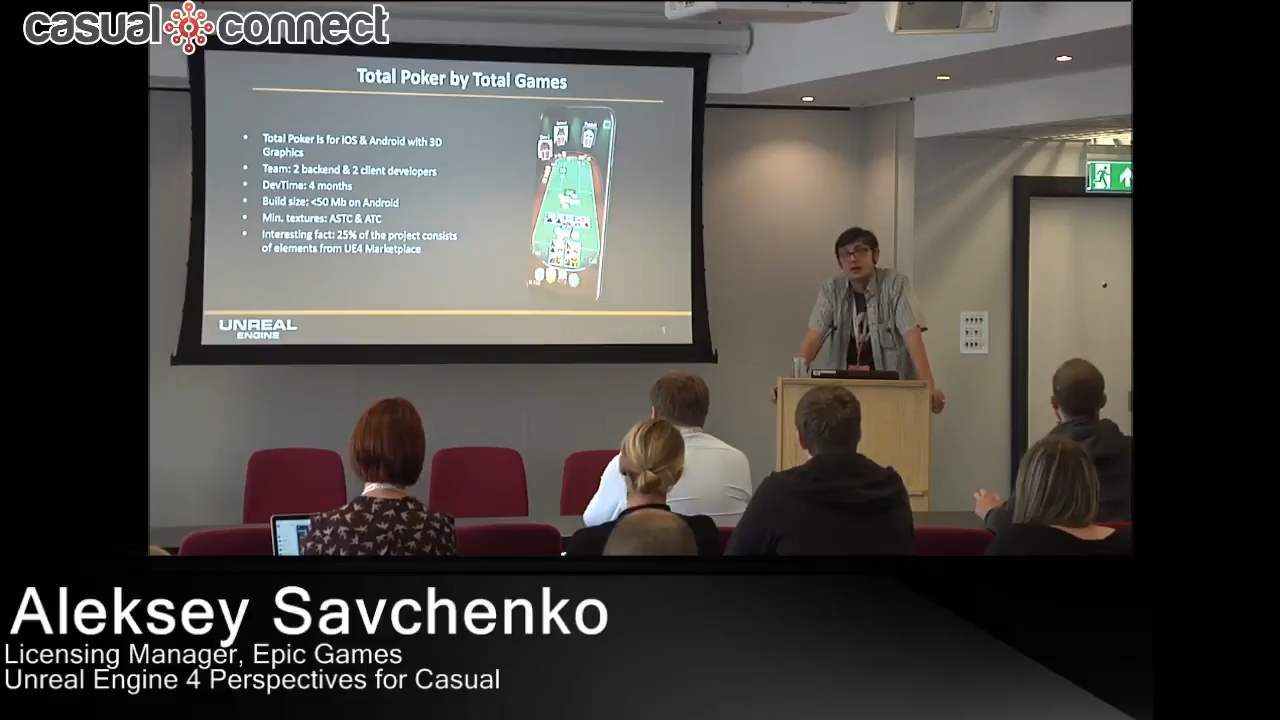 casual connect
Total Poker by Total Games
• Total Poker is for iOS & Android with 3D
Graphics
• Team: 2 backend & 2 client developers
• DevTime: 4 months
• Build size: <50 Mb on Android
• Min. textures: ASTC & ATC
• Interesting fact: 25% of the project consists
of elements from UE4 Marketplace
UNREAL
ENGINE
Aleksey Savchenko
Licensing Manager, Epic Games
Unreal Engine 4 Perspectives for Casual